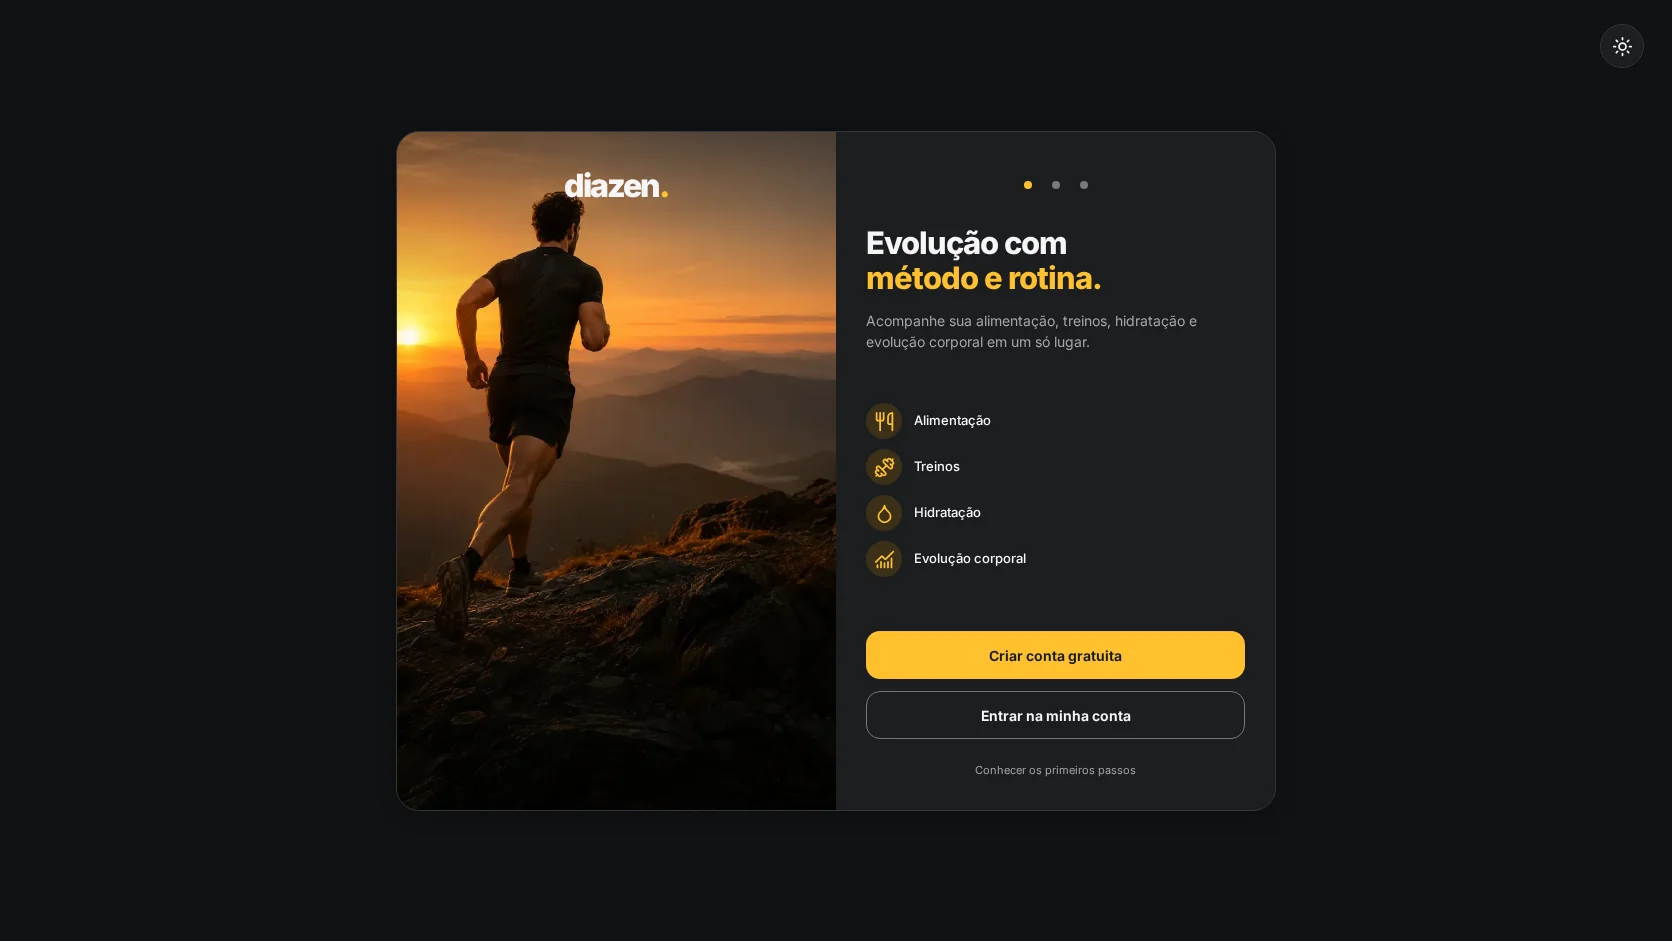 diazen.
Evolução com
método e rotina.
Acompanhe sua alimentação, treinos, hidratação e
evolução corporal em um só lugar.
Alimentação
Treinos
Hidratação
Evolução corporal
Criar conta gratuita
Entrar na minha conta
Conhecer os primeiros passos